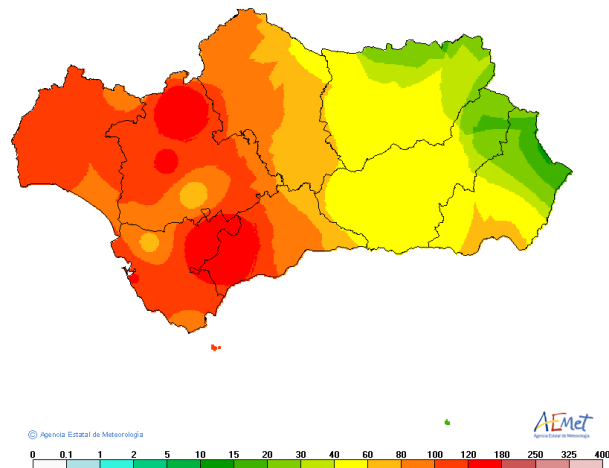 AEMet
Agencia Estatal de Meteorología
© Agencia Estatal de Meteorología
0 0.1 1 2 5 10 15 20 30 40 60 80 100 120 180 250 325 400